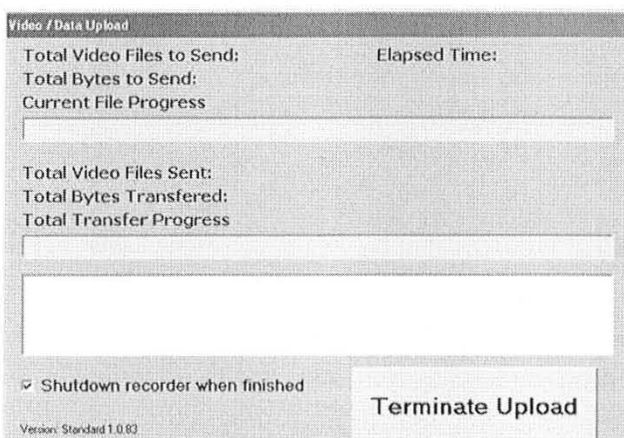 Video / Data Upload
Total Video Files to Send: Elapsed Time:
Total Bytes to Send:
Current File Progress
Total Video Files Sent:
Total Bytes Transfered:
Total Transfer Progress
Shutdown recorder when finished
Terminate Upload
Version: Standard 1.0.83